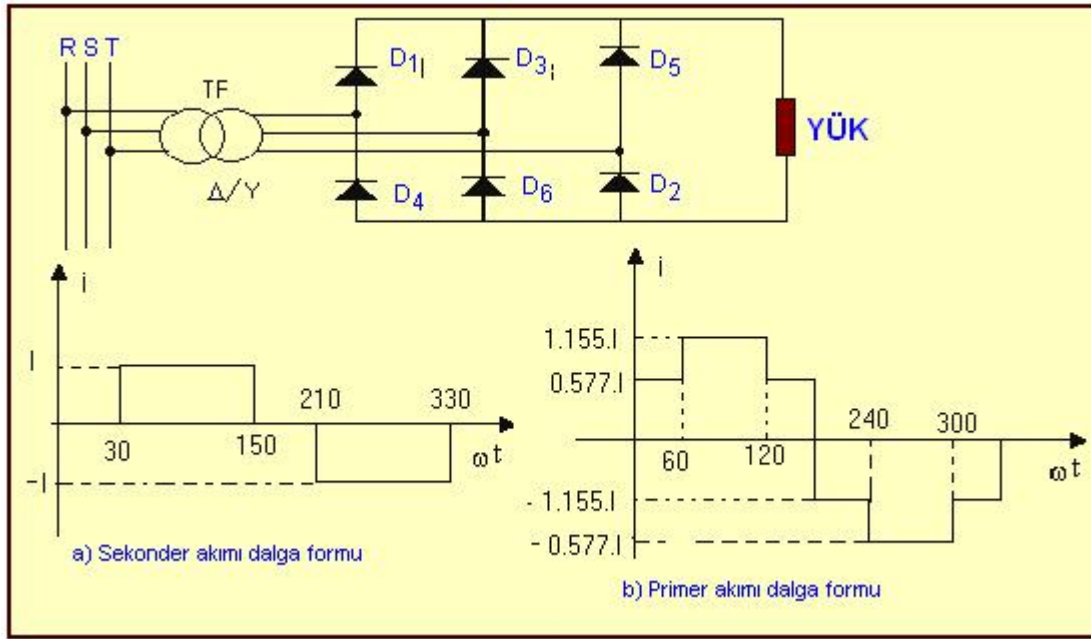 R S T
TF
Δ/Y
D1
D3
D5
D4
D6
D2
YÜK
i
I
-I
30
150
210
330
ωt
a) Sekonder akımı dalga formu
i
1.155.I
0.577.I
60
120
240
300
ωt
- 1.155.I
- 0.577.I
b) Primer akımı dalga formu